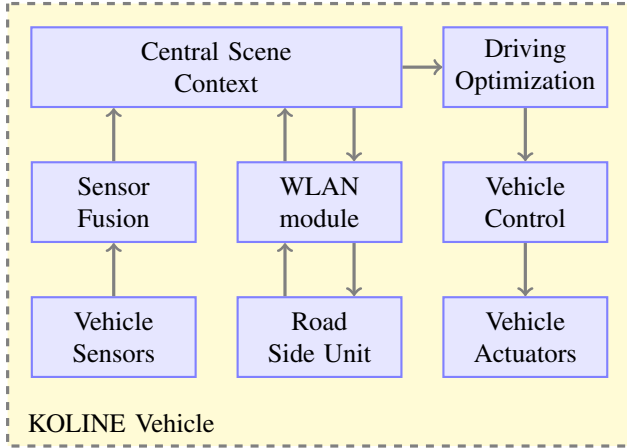 Central Scene
Context
Driving
Optimization
Sensor
Fusion
WLAN
module
Vehicle
Control
Vehicle
Sensors
Road
Side Unit
Vehicle
Actuators
KOLINE Vehicle